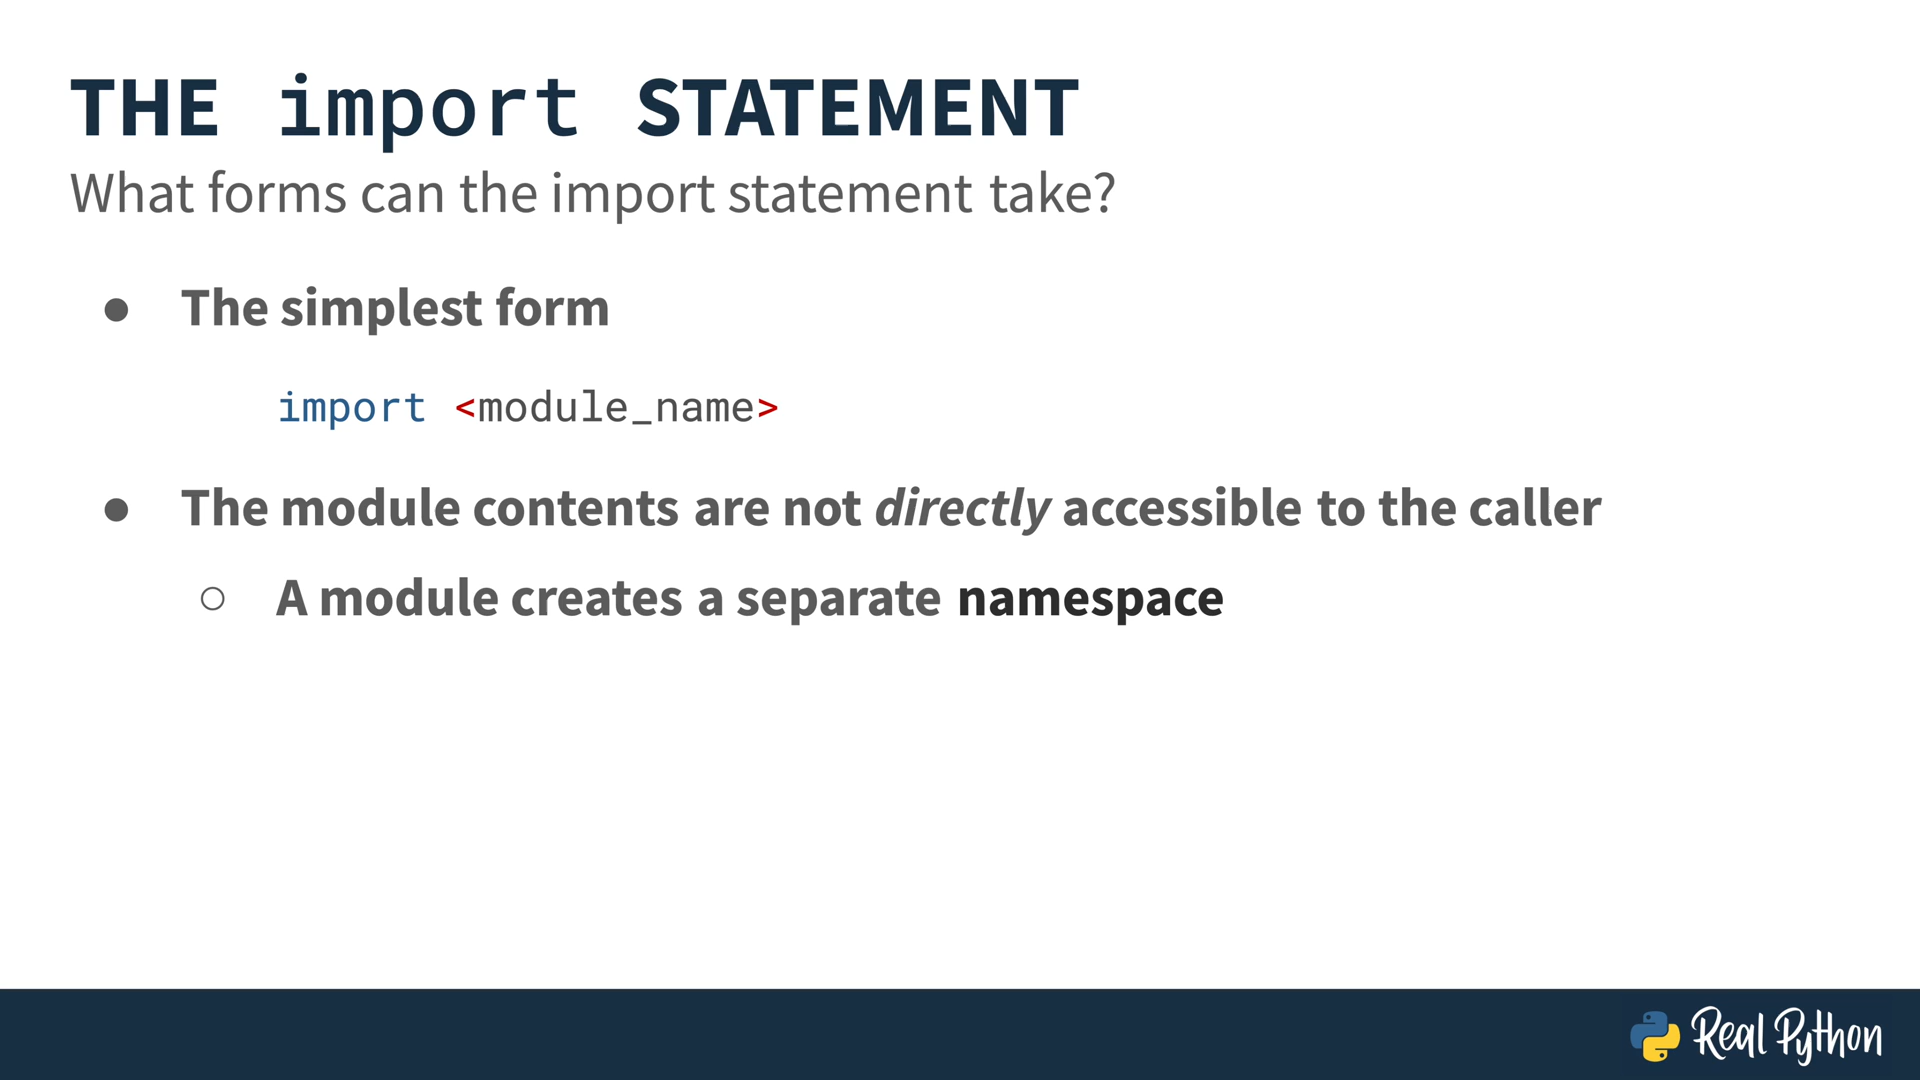 THE import STATEMENT
What forms can the import statement take?
● The simplest form
import <module_name>
● The module contents are not directly accessible to the caller
○ A module creates a separate namespace
Real Python